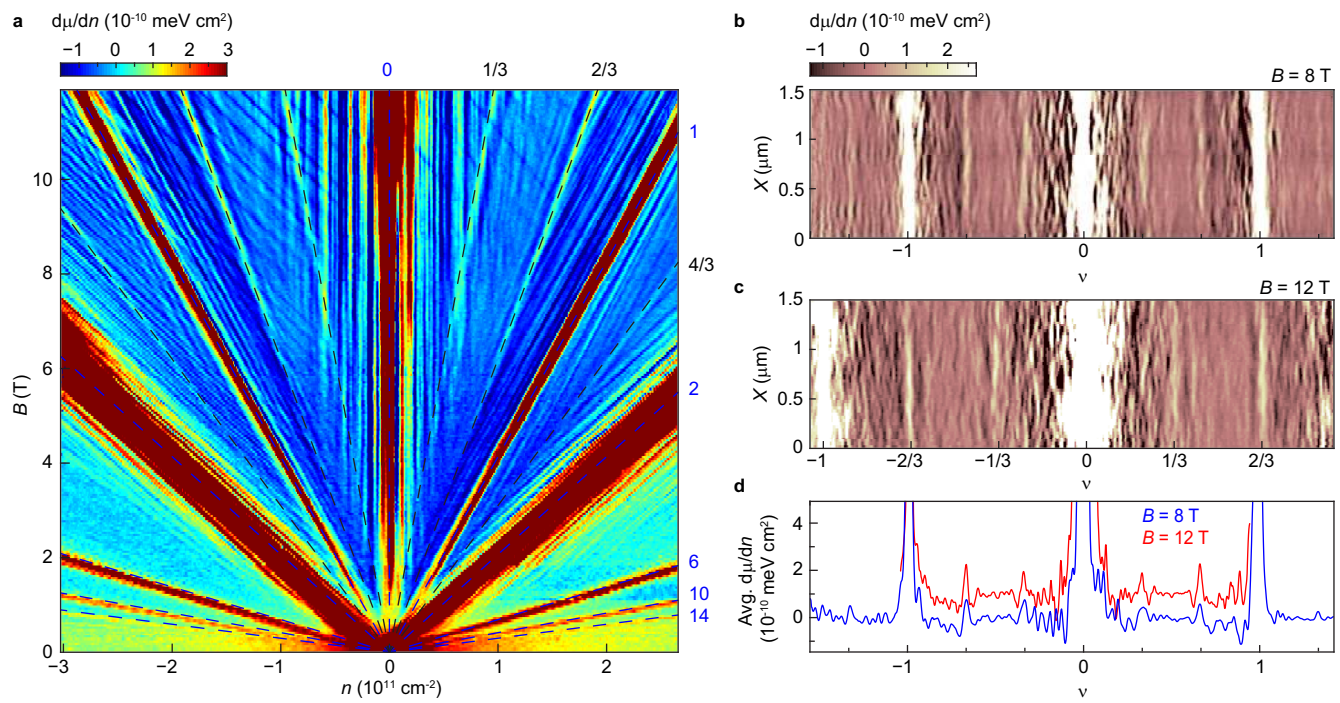 a
dμ/dn (10⁻¹⁰ meV cm²)
−1 0 1 2 3
0 1/3 2/3
1
4/3
2
6
10
14
10
8
6
4
2
0
B (T)
−3 −2 −1 0 1 2
n (10¹¹ cm⁻²)
b
dμ/dn (10⁻¹⁰ meV cm²)
−1 0 1 2
B = 8 T
1.5
1
0.5
0
X (μm)
−1 0 1
ν
c
B = 12 T
1.5
1
0.5
0
X (μm)
−1 −2/3 −1/3 0 1/3 2/3
ν
d
B = 8 T
B = 12 T
4
2
0
Avg. dμ/dn
(10⁻¹⁰ meV cm²)
−1 0 1
ν